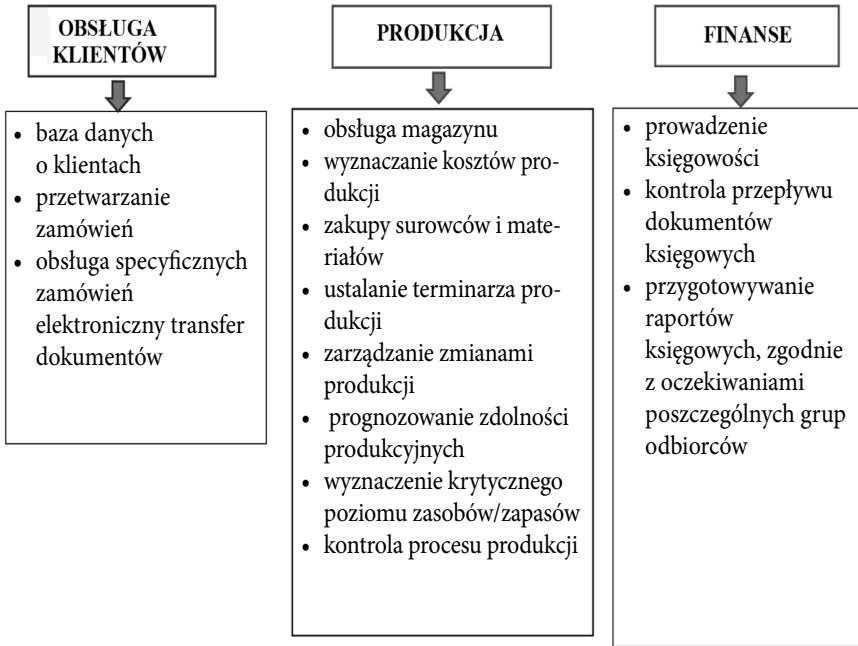 OBSŁUGA
KLIENTÓW
• baza danych
o klientach
• przetwarzanie
zamówień
• obsługa specyficznych
zamówień
elektroniczny transfer
dokumentów
PRODUKCJA
• obsługa magazynu
• wyznaczanie kosztów pro-
dukcji
• zakupy surowców i mate-
riałów
• ustalanie terminarza pro-
dukcji
• zarządzanie zmianami
produkcji
• prognozowanie zdolności
produkcyjnych
• wyznaczenie krytycznego
poziomu zasobów/zapasów
• kontrola procesu produkcji
FINANSE
• prowadzenie
księgowości
• kontrola przepływu
dokumentów
księgowych
• przygotowywanie
raportów
księgowych, zgodnie
z oczekiwaniami
poszczególnych grup
odbiorców